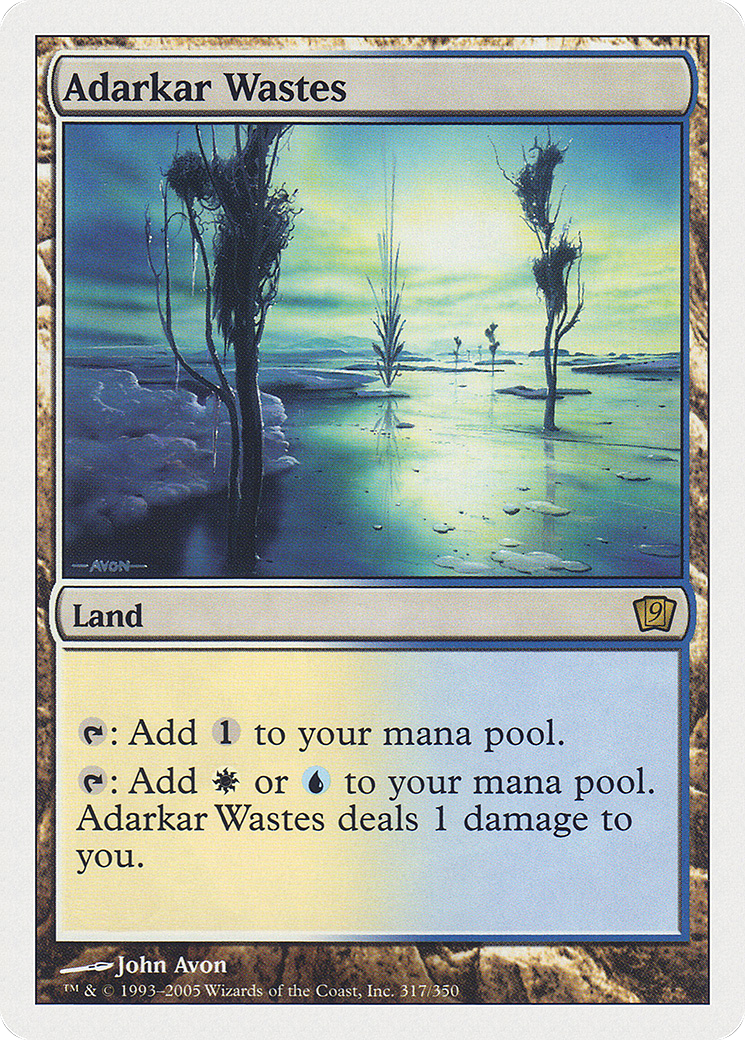 Adarkar Wastes
—AVON—
Land
9
: Add 1 to your mana pool.
: Add or to your mana pool.
Adarkar Wastes deals 1 damage to
you.
John Avon
™ & © 1993–2005 Wizards of the Coast, Inc. 317/350